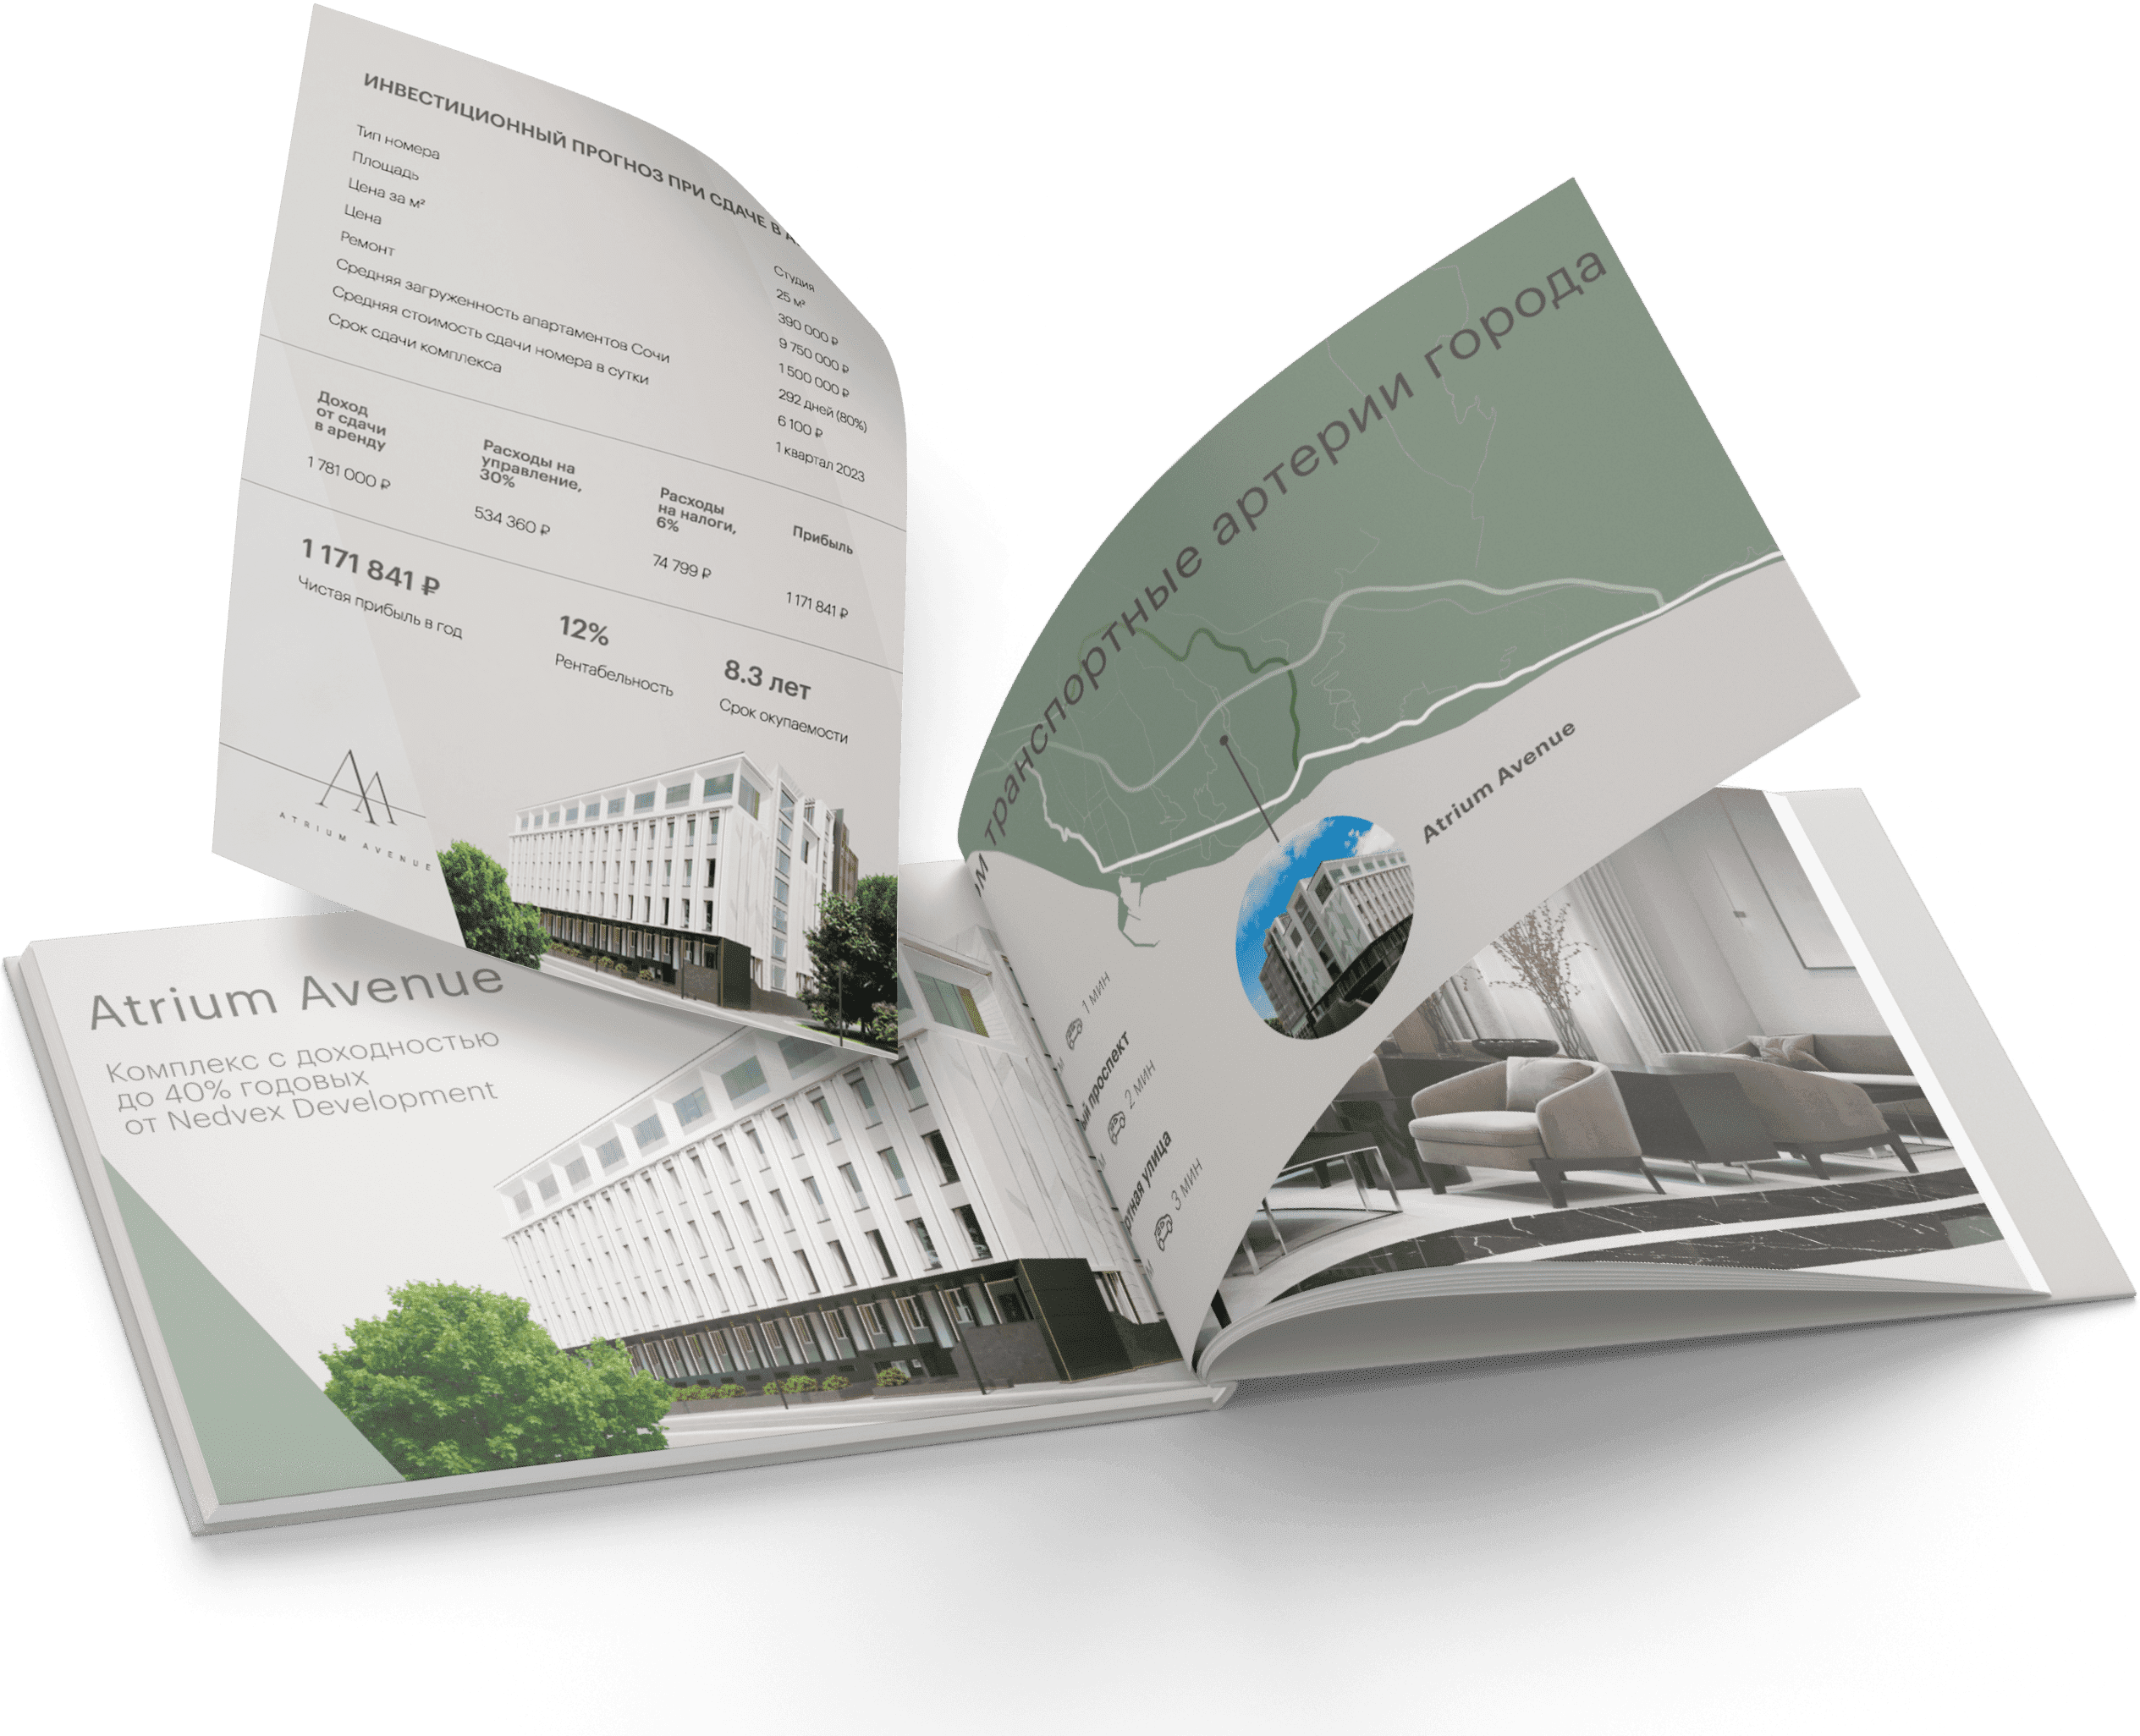 ИНВЕСТИЦИОННЫЙ ПРОГНОЗ ПРИ СДАЧЕ В
Тип номера
Студия
Площадь
25 м²
Цена за м²
390 000 ₽
Цена
9 750 000 ₽
Ремонт
1 500 000 ₽
Средняя загруженность апартаментов Сочи
292 дней (80%)
Средняя стоимость сдачи номера в сутки
6 100 ₽
Срок сдачи комплекса
1 квартал 2023
Доход
от сдачи
в аренду
1 781 000 ₽
Расходы на
управление,
30%
534 360 ₽
Расходы
на налоги,
6%
74 799 ₽
Прибыль
1 171 841 ₽
1 171 841 ₽
Чистая прибыль в год
12%
Рентабельность
8.3 лет
Срок окупаемости
ATRIUM AVENUE
Atrium Avenue
Комплекс с доходностью
до 40% годовых
от Nedvex Development
транспортные артерии города
Atrium Avenue
1 мин
проспект
2 мин
улица
3 мин